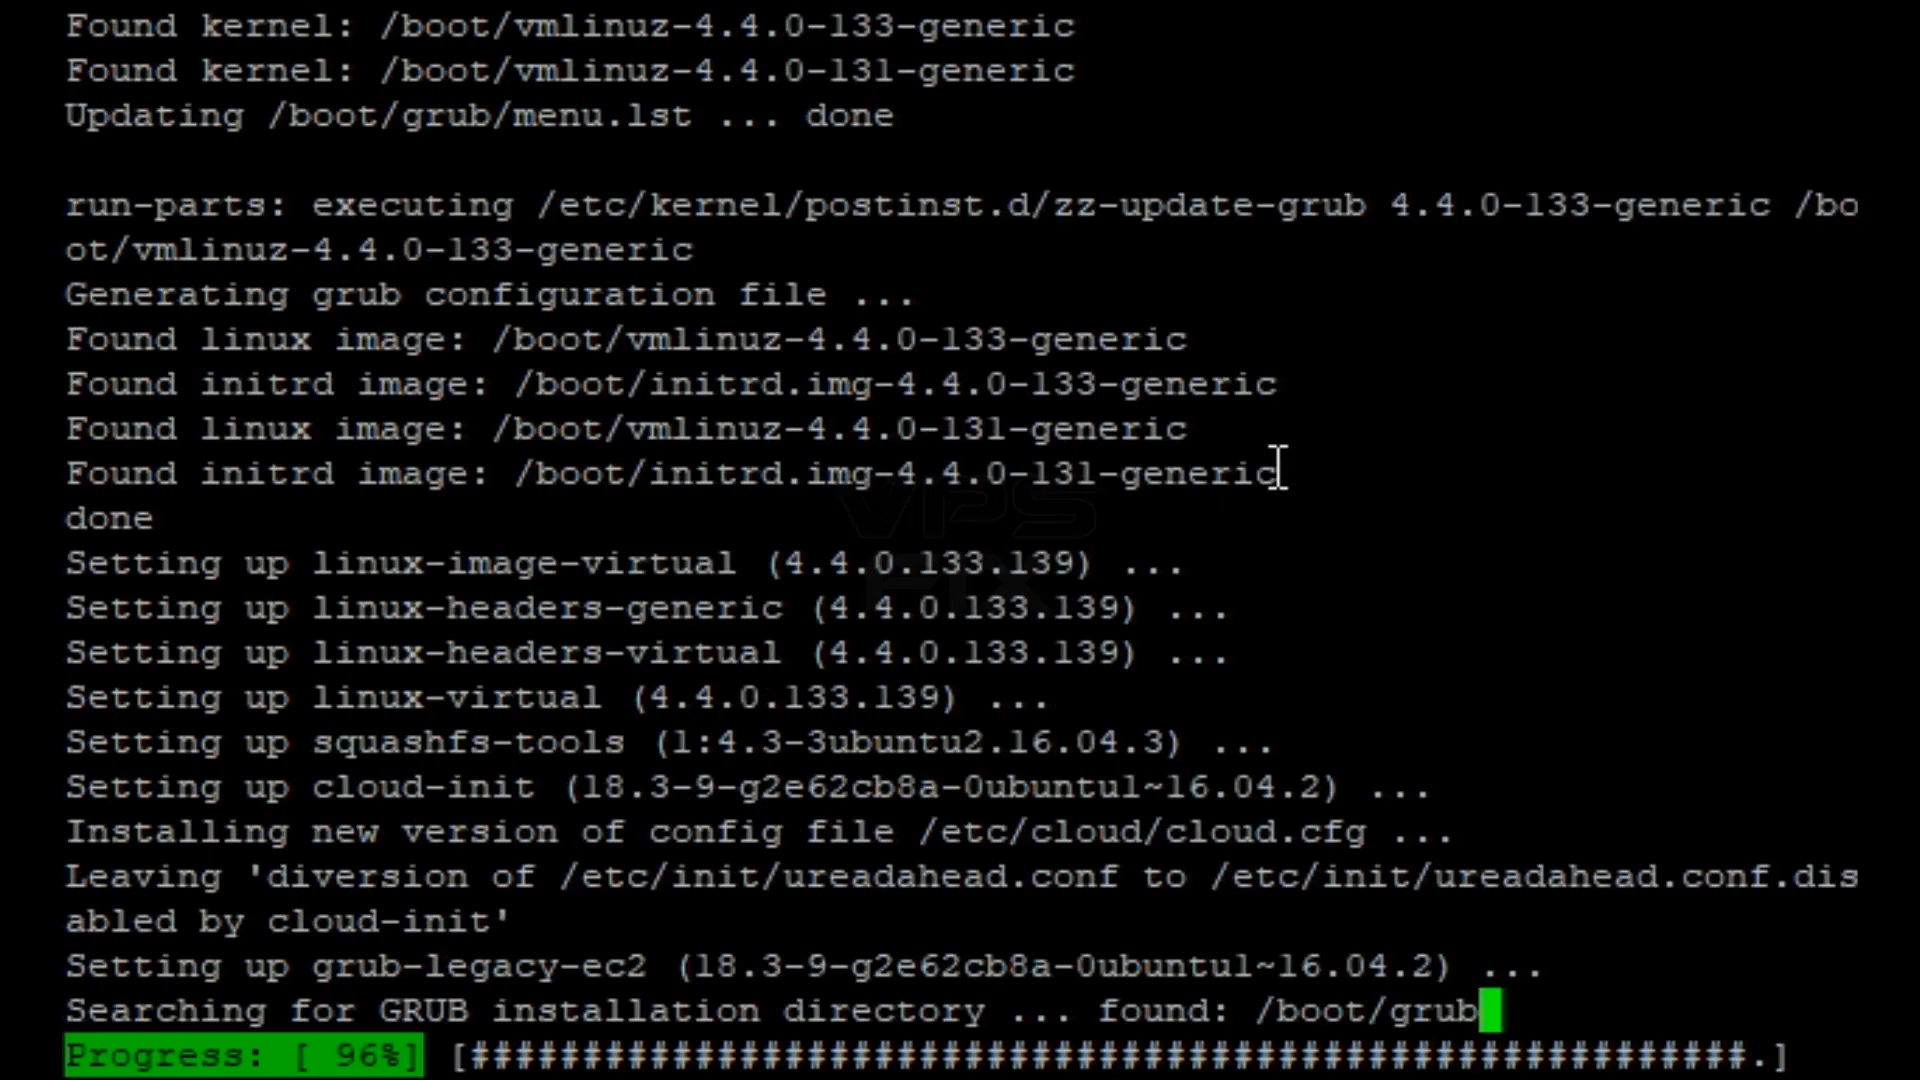 Found kernel: /boot/vmlinuz-4.4.0-133-generic
Found kernel: /boot/vmlinuz-4.4.0-131-generic
Updating /boot/grub/menu.lst ... done
run-parts: executing /etc/kernel/postinst.d/zz-update-grub 4.4.0-133-generic /bo
ot/vmlinuz-4.4.0-133-generic
Generating grub configuration file ...
Found linux image: /boot/vmlinuz-4.4.0-133-generic
Found initrd image: /boot/initrd.img-4.4.0-133-generic
Found linux image: /boot/vmlinuz-4.4.0-131-generic
Found initrd image: /boot/initrd.img-4.4.0-131-generic
VPS
FIX
done
Setting up linux-image-virtual (4.4.0.133.139) ...
Setting up linux-headers-generic (4.4.0.133.139) ...
Setting up linux-headers-virtual (4.4.0.133.139) ...
Setting up linux-virtual (4.4.0.133.139) ...
Setting up squashfs-tools (1:4.3-3ubuntu2.16.04.3) ...
Setting up cloud-init (18.3-9-g2e62cb8a-0ubuntu1~16.04.2) ...
Installing new version of config file /etc/cloud/cloud.cfg ...
Leaving 'diversion of /etc/init/ureadahead.conf to /etc/init/ureadahead.conf.dis
abled by cloud-init'
Setting up grub-legacy-ec2 (18.3-9-g2e62cb8a-0ubuntu1~16.04.2) ...
Searching for GRUB installation directory ... found: /boot/grub
Progress: [ 96%] [#########################################################.]